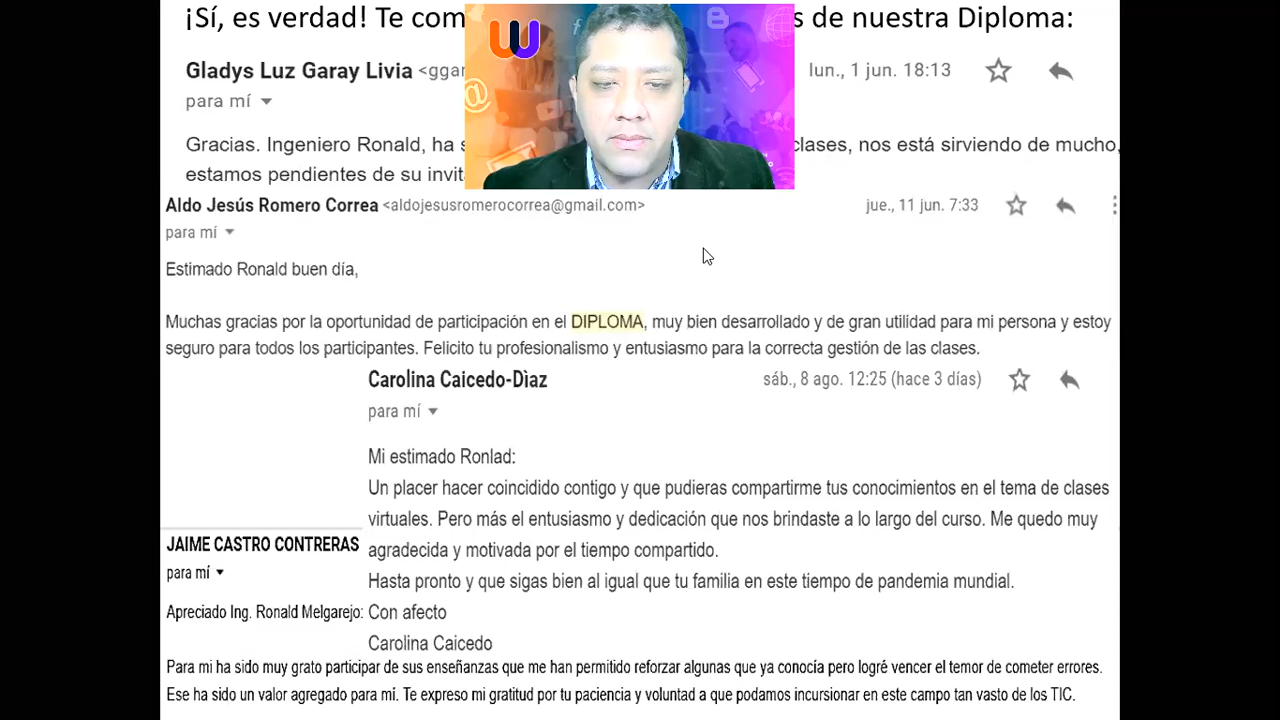 ¡Sí, es verdad! Te com s de nuestra Diploma:
Gladys Luz Garay Livia <ggar lun., 1 jun. 18:13
para mí
Gracias. Ingeniero Ronald, ha s clases, nos está sirviendo de mucho,
estamos pendientes de su invit
Aldo Jesús Romero Correa <aldojesusromerocorrea@gmail.com> jue., 11 jun. 7:33
para mí
Estimado Ronald buen día,
Muchas gracias por la oportunidad de participación en el DIPLOMA, muy bien desarrollado y de gran utilidad para mi persona y estoy
seguro para todos los participantes. Felicito tu profesionalismo y entusiasmo para la correcta gestión de las clases.
Carolina Caicedo-Dìaz sáb., 8 ago. 12:25 (hace 3 días)
para mí
Mi estimado Ronlad:
Un placer hacer coincidido contigo y que pudieras compartirme tus conocimientos en el tema de clases
virtuales. Pero más el entusiasmo y dedicación que nos brindaste a lo largo del curso. Me quedo muy
agradecida y motivada por el tiempo compartido.
Hasta pronto y que sigas bien al igual que tu familia en este tiempo de pandemia mundial.
Con afecto
Carolina Caicedo
JAIME CASTRO CONTRERAS
para mí
Apreciado Ing. Ronald Melgarejo:
Para mi ha sido muy grato participar de sus enseñanzas que me han permitido reforzar algunas que ya conocía pero logré vencer el temor de cometer errores.
Ese ha sido un valor agregado para mí. Te expreso mi gratitud por tu paciencia y voluntad a que podamos incursionar en este campo tan vasto de los TIC.